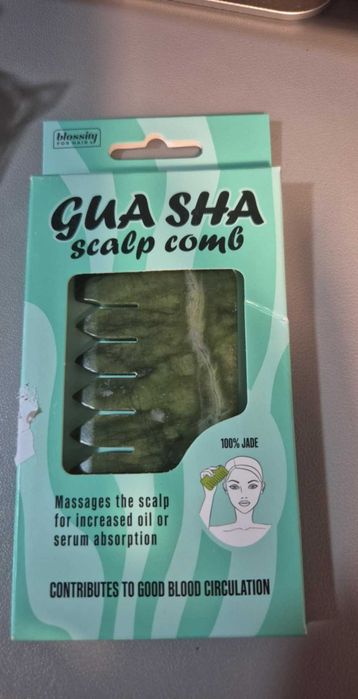 blossity
FOR HAIR
GUA SHA
scalp comb
100% JADE
Massages the scalp
for increased oil or
serum absorption
CONTRIBUTES TO GOOD BLOOD CIRCULATION